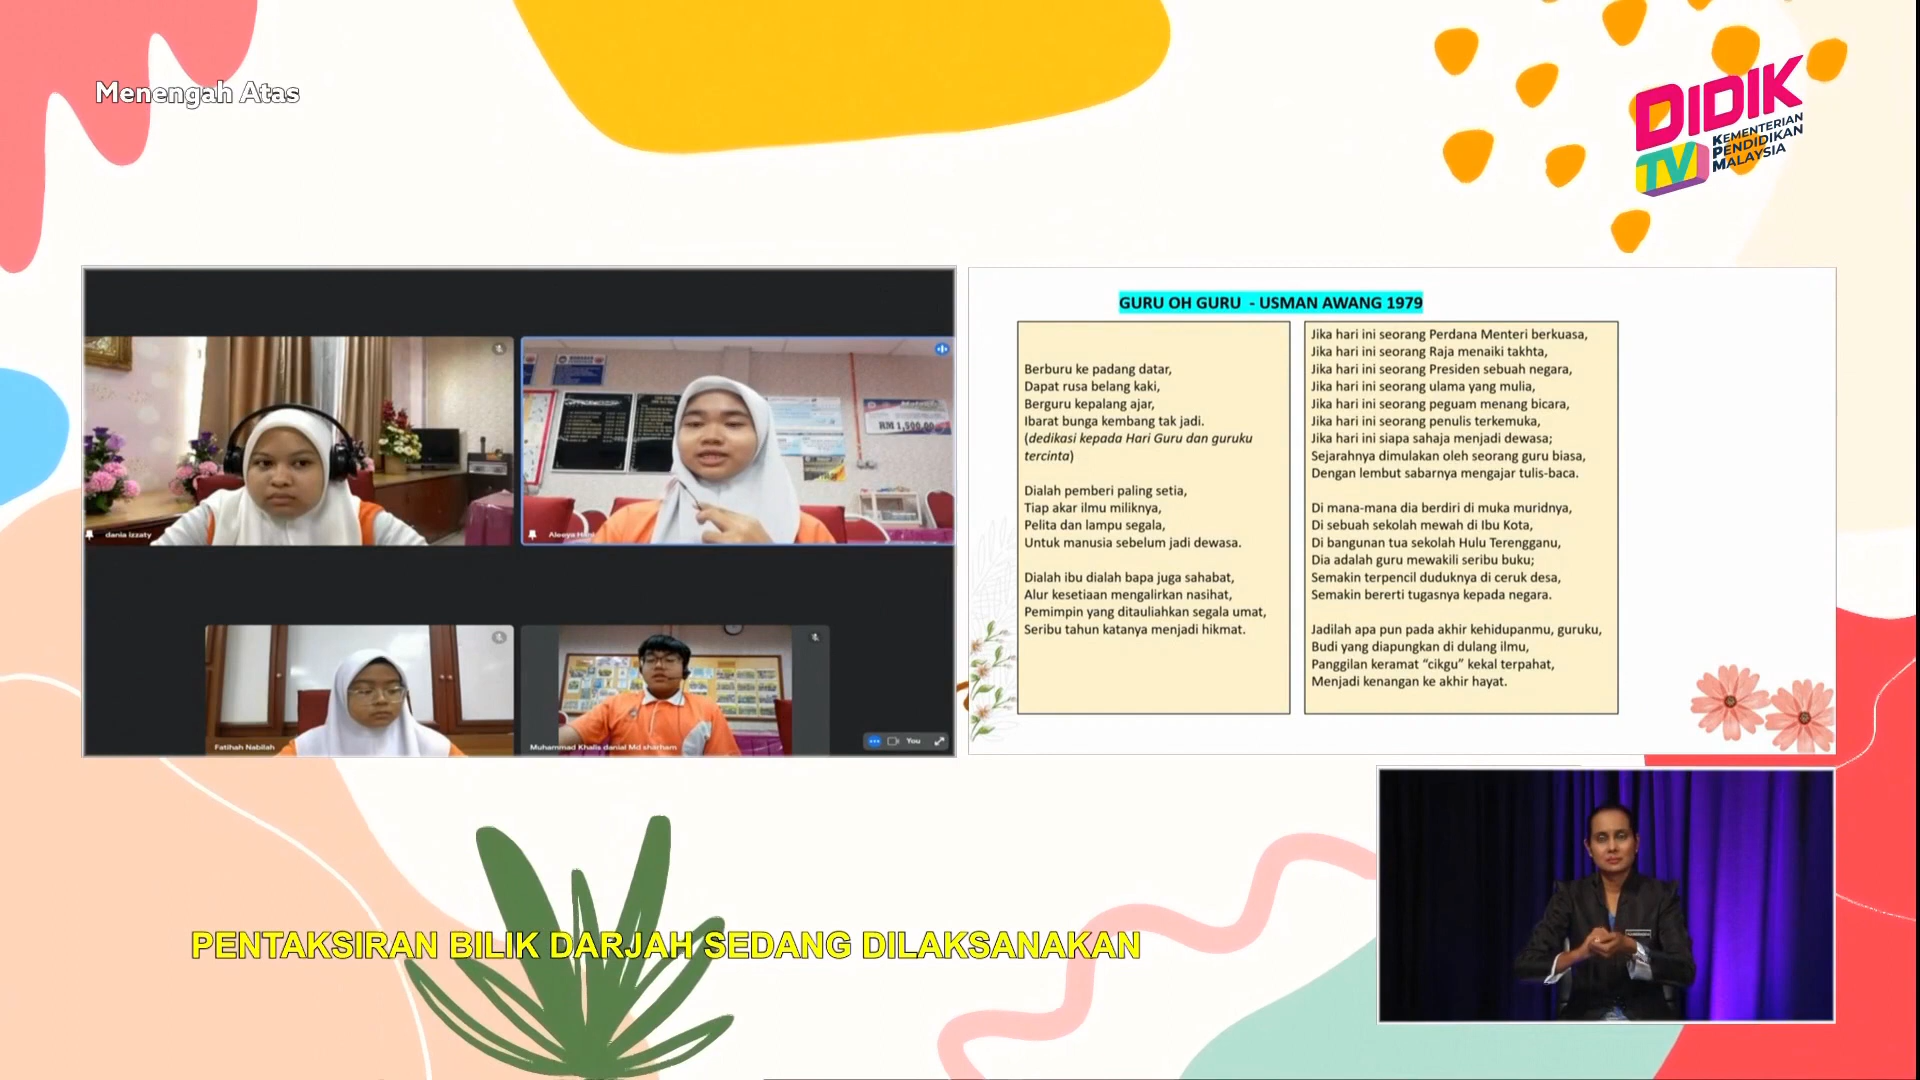 Menengah Atas
DIDIK
TV
KEMENTERIAN
PENDIDIKAN
MALAYSIA
GURU OH GURU - USMAN AWANG 1979
Berburu ke padang datar,
Dapat rusa belang kaki,
Berguru kepalang ajar,
Ibarat bunga kembang tak jadi.
(dedikasi kepada Hari Guru dan guruku
tercinta)
Dialah pemberi paling setia,
Tiap akar ilmu miliknya,
Pelita dan lampu segala,
Untuk manusia sebelum jadi dewasa.
Dialah ibu dialah bapa juga sahabat,
Alur kesetiaan mengalirkan nasihat,
Pemimpin yang ditauliahkan segala umat,
Seribu tahun katanya menjadi hikmat.
Jika hari ini seorang Perdana Menteri berkuasa,
Jika hari ini seorang Raja menaiki takhta,
Jika hari ini seorang Presiden sebuah negara,
Jika hari ini seorang ulama yang mulia,
Jika hari ini seorang peguam menang bicara,
Jika hari ini seorang penulis terkemuka,
Jika hari ini siapa sahaja menjadi dewasa;
Sejarahnya dimulakan oleh seorang guru biasa,
Dengan lembut sabarnya mengajar tulis-baca.
Di mana-mana dia berdiri di muka muridnya,
Di sebuah sekolah mewah di Ibu Kota,
Di bangunan tua sekolah Hulu Terengganu,
Dia adalah guru mewakili seribu buku;
Semakin terpencil duduknya di ceruk desa,
Semakin bererti tugasnya kepada negara.
Jadilah apa pun pada akhir kehidupanmu, guruku,
Budi yang diapungkan di dulang ilmu,
Panggilan keramat “cikgu” kekal terpahat,
Menjadi kenangan ke akhir hayat.
RM 1,500.00
dania izzaty
Aleeya
Fatihah Nabilah
Muhammad Khalis danial Md sharham
You
PENTAKSIRAN BILIK DARJAH SEDANG DILAKSANAKAN